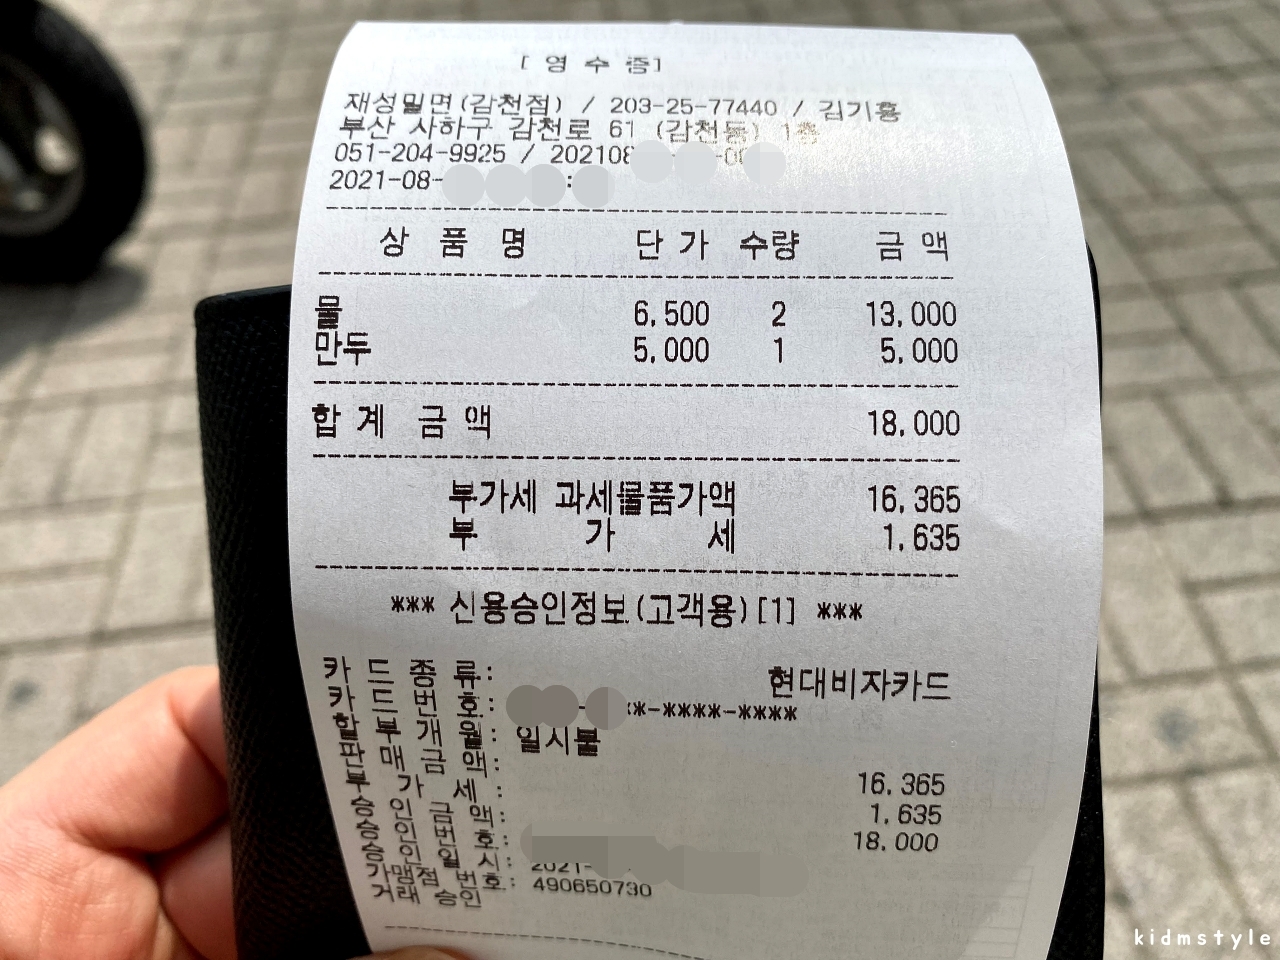 [ 영 수 증 ]
재성밀면(감천점) / 203-25-77440 / 김기흥
부산 사하구 감천로 61 (감천동) 1층
051-204-9925 / 202108 -00
2021-08- :
상 품 명 단 가 수량 금 액
물 6,500 2 13,000
만두 5,000 1 5,000
합 계 금 액 18,000
부가세 과세물품가액 16,365
부 가 세 1,635
*** 신용승인정보(고객용)[1] ***
카 드 종 류: 현대비자카드
카 드 번 호: - **-****-****
할 부 개 월: 일시불
판 매 금 액: 16,365
부 가 세: 1,635
승 인 금 액: 18,000
승 인 번 호:
승 인 일 시: 2021-
가맹점 번호: 490650730
거래 승인
kidmstyle